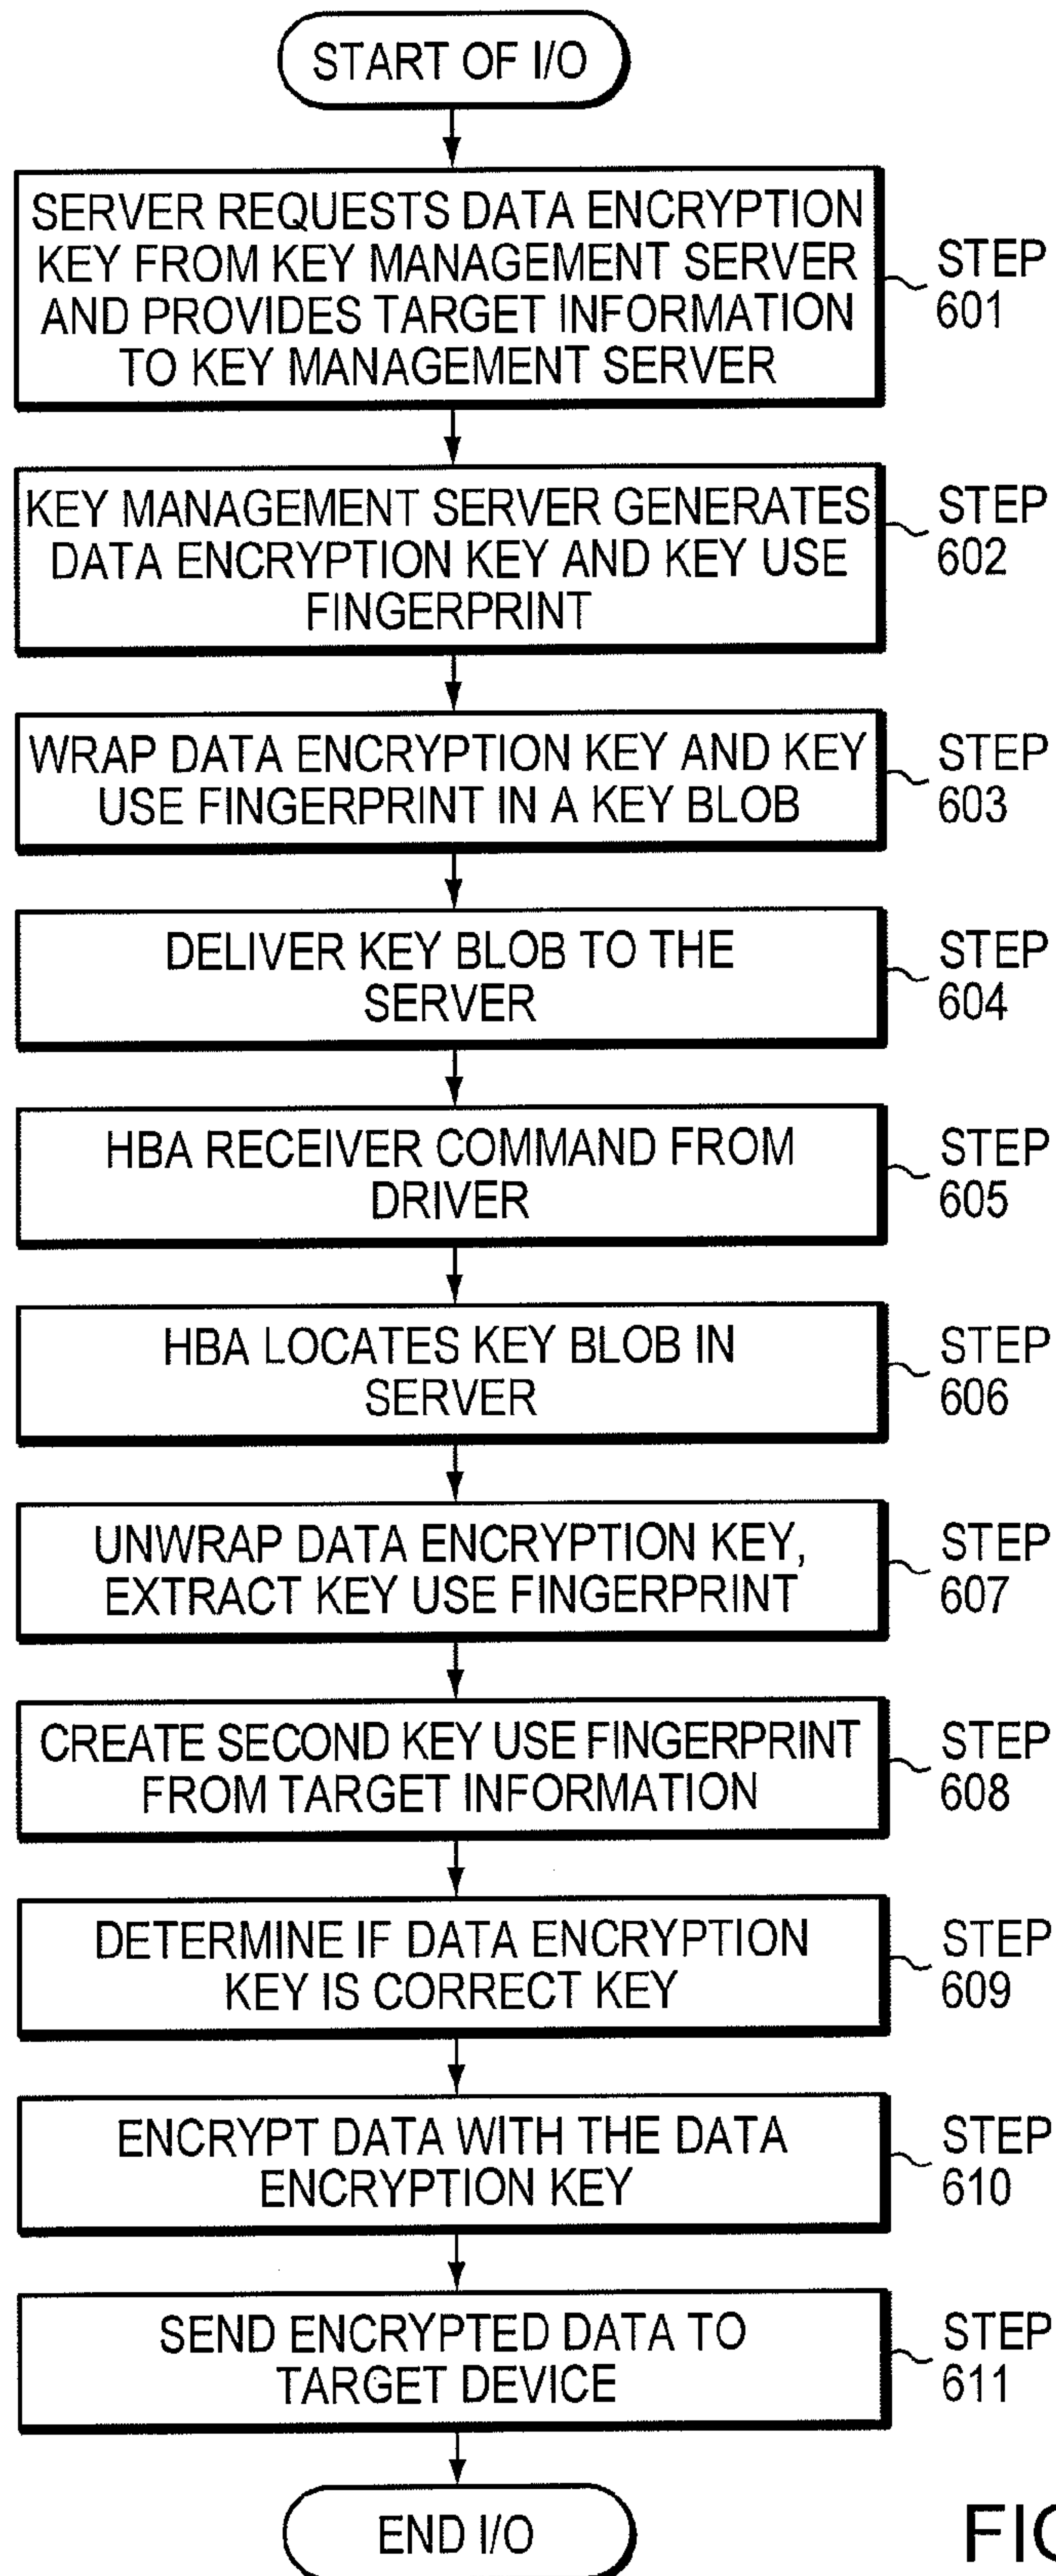 START OF I/O
SERVER REQUESTS DATA ENCRYPTION
KEY FROM KEY MANAGEMENT SERVER
AND PROVIDES TARGET INFORMATION
TO KEY MANAGEMENT SERVER
STEP
601
KEY MANAGEMENT SERVER GENERATES
DATA ENCRYPTION KEY AND KEY USE
FINGERPRINT
STEP
602
WRAP DATA ENCRYPTION KEY AND KEY
USE FINGERPRINT IN A KEY BLOB
STEP
603
DELIVER KEY BLOB TO THE
SERVER
STEP
604
HBA RECEIVER COMMAND FROM
DRIVER
STEP
605
HBA LOCATES KEY BLOB IN
SERVER
STEP
606
UNWRAP DATA ENCRYPTION KEY,
EXTRACT KEY USE FINGERPRINT
STEP
607
CREATE SECOND KEY USE FINGERPRINT
FROM TARGET INFORMATION
STEP
608
DETERMINE IF DATA ENCRYPTION
KEY IS CORRECT KEY
STEP
609
ENCRYPT DATA WITH THE DATA
ENCRYPTION KEY
STEP
610
SEND ENCRYPTED DATA TO
TARGET DEVICE
STEP
611
END I/O